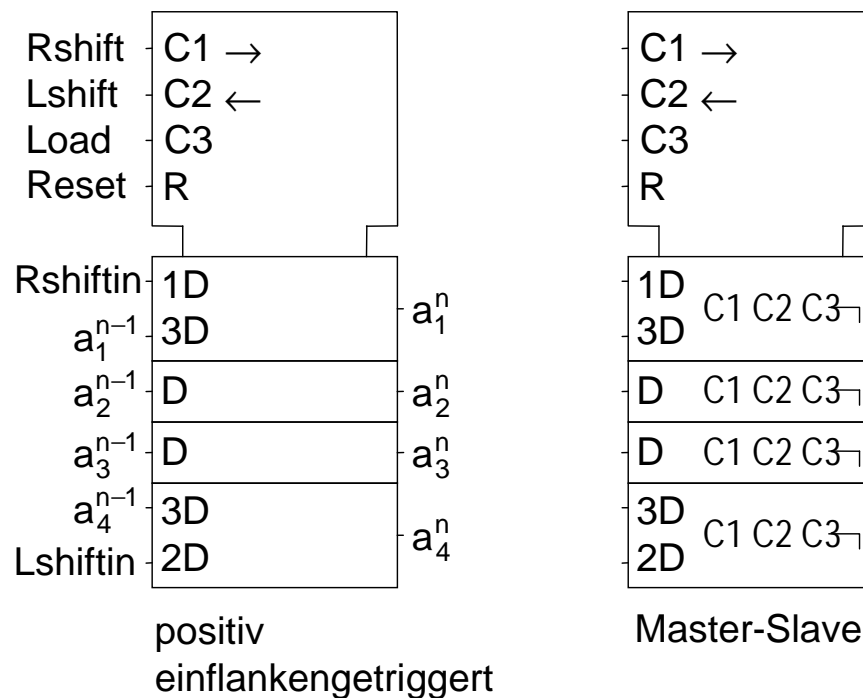 Rshift C1 →
Lshift C2 ←
Load C3
Reset R
Rshiftin 1D
a₁ⁿ⁻¹ 3D a₁ⁿ
a₂ⁿ⁻¹ D a₂ⁿ
a₃ⁿ⁻¹ D a₃ⁿ
a₄ⁿ⁻¹ 3D a₄ⁿ
Lshiftin 2D
positiv
einflankengetriggert
C1 →
C2 ←
C3
R
1D
3D C1 C2 C3
D C1 C2 C3
D C1 C2 C3
3D C1 C2 C3
2D
Master-Slave